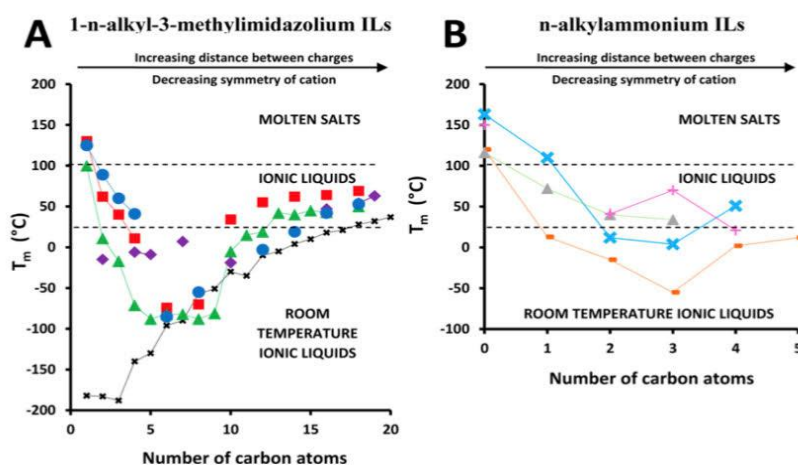 A
1-n-alkyl-3-methylimidazolium ILs
Increasing distance between charges
Decreasing symmetry of cation
200
150
100
50
0
-50
-100
-150
-200
Tm (°C)
MOLTEN SALTS
IONIC LIQUIDS
ROOM
TEMPERATURE
IONIC LIQUIDS
0 5 10 15 20
Number of carbon atoms
B
n-alkylammonium ILs
Increasing distance between charges
Decreasing symmetry of cation
200
150
100
50
0
-50
-100
Tm (°C)
MOLTEN SALTS
IONIC LIQUIDS
ROOM TEMPERATURE IONIC LIQUIDS
0 1 2 3 4 5
Number of carbon atoms